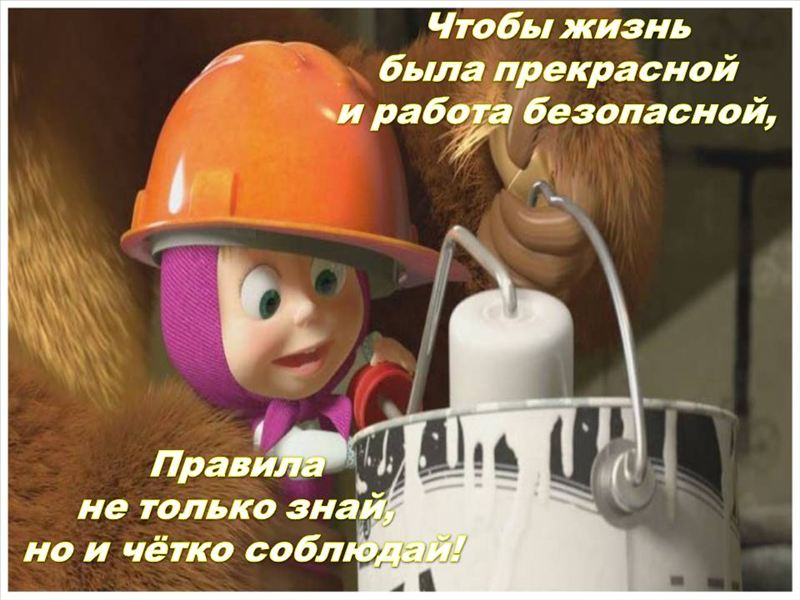 Чтобы жизнь
была прекрасной
и работа безопасной,
Правила
не только знай,
но и чётко соблюдай!